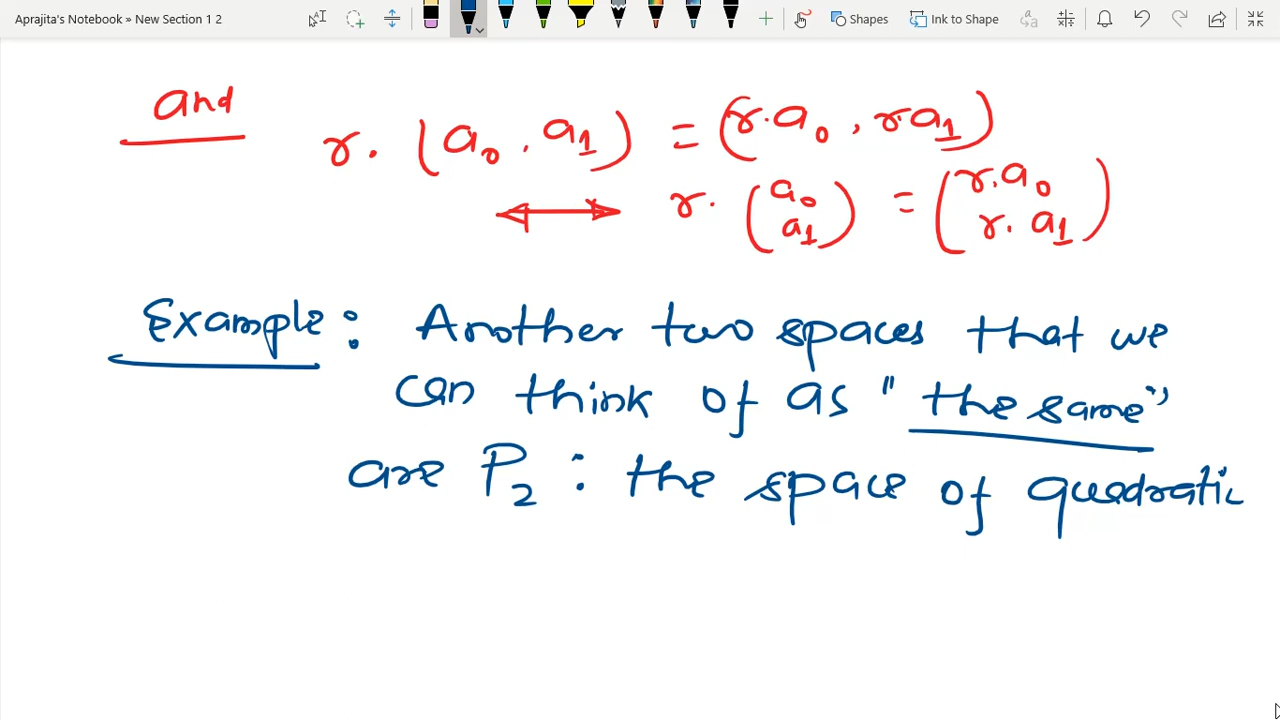 Aprajita's Notebook » New Section 1 2
Shapes
Ink to Shape
and
r. (a₀, a₁) = (r.a₀, r.a₁)
↔ r. (a₀ a₁) = (r.a₀ r.a₁)
Example: Another two spaces that we
can think of as "the same"
are P₂ : the space of quadratic